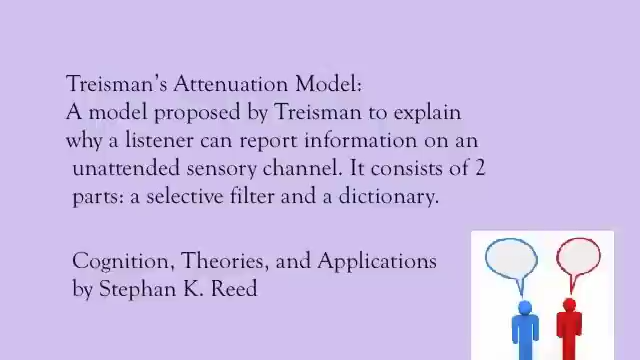 Treisman's Attenuation Model:
A model proposed by Treisman to explain
why a listener can report information on an
unattended sensory channel. It consists of 2
parts: a selective filter and a dictionary.
Cognition, Theories, and Applications
by Stephan K. Reed